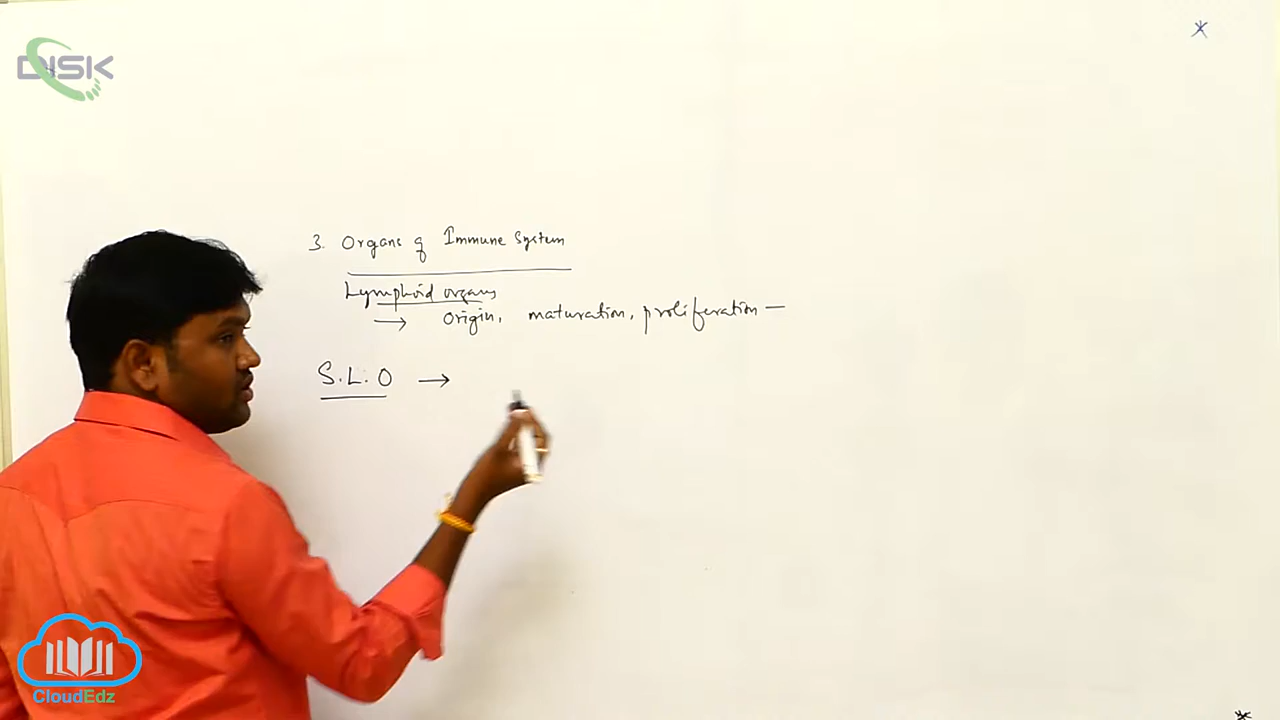 DISK
3. Organs of Immune System
Lymphoid organs
→ Origin, maturation, proliferation —
S.L.O →
CloudEdz